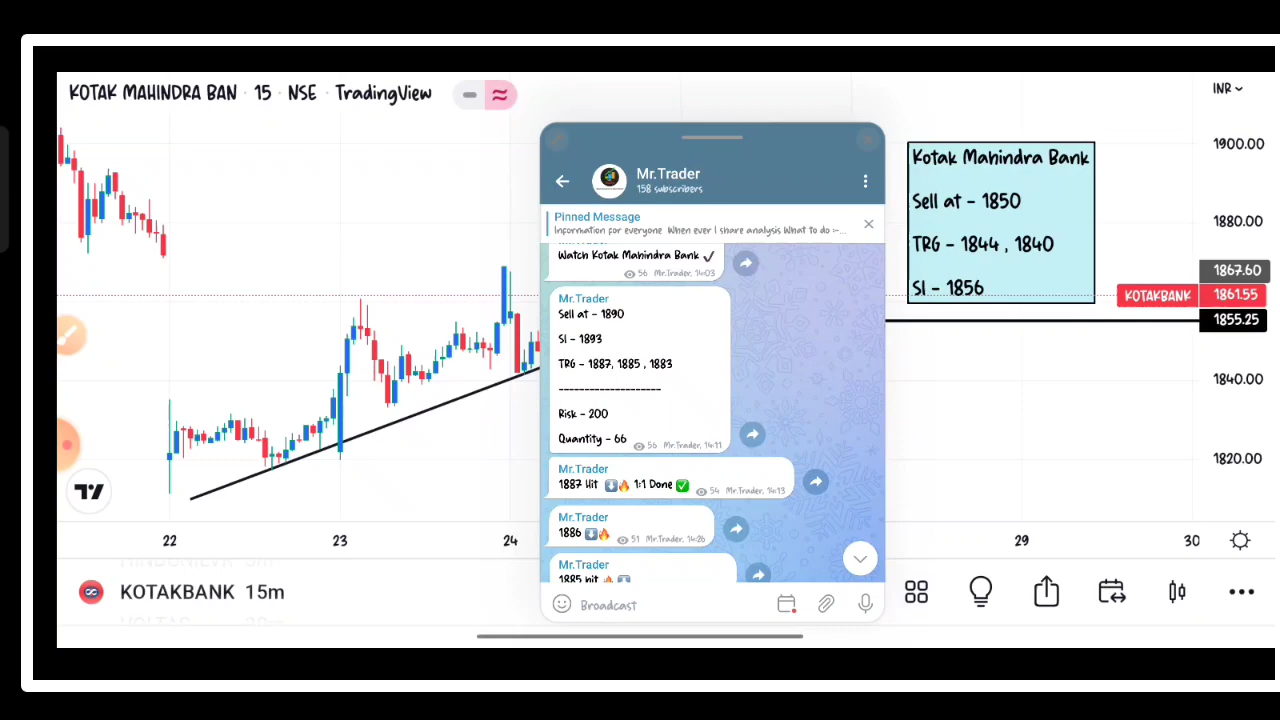 KOTAK MAHINDRA BAN · 15 · NSE · TradingView
INR
1900.00
1880.00
1867.60
KOTAKBANK 1861.55
1855.25
1840.00
1820.00
Kotak Mahindra Bank
Sell at - 1850
TRG - 1844 , 1840
Sl - 1856
Mr.Trader
158 subscribers
Pinned Message
Information for everyone When ever I share analysis What to do :-...
Watch Kotak Mahindra Bank ✓
56 Mr.Trader, 14:03
Mr.Trader
Sell at - 1890
Sl - 1893
TRG - 1887, 1885 , 1883
---------------------
Risk - 200
Quantity - 66
56 Mr.Trader, 14:11
Mr.Trader
1887 Hit ⬇️🔥 1:1 Done ✅
54 Mr.Trader, 14:13
Mr.Trader
1886 ⬇️🔥
51 Mr.Trader, 14:26
Mr.Trader
1885 hit 🔥 ⬇️
Broadcast
22 23 24 29 30
KOTAKBANK 15m